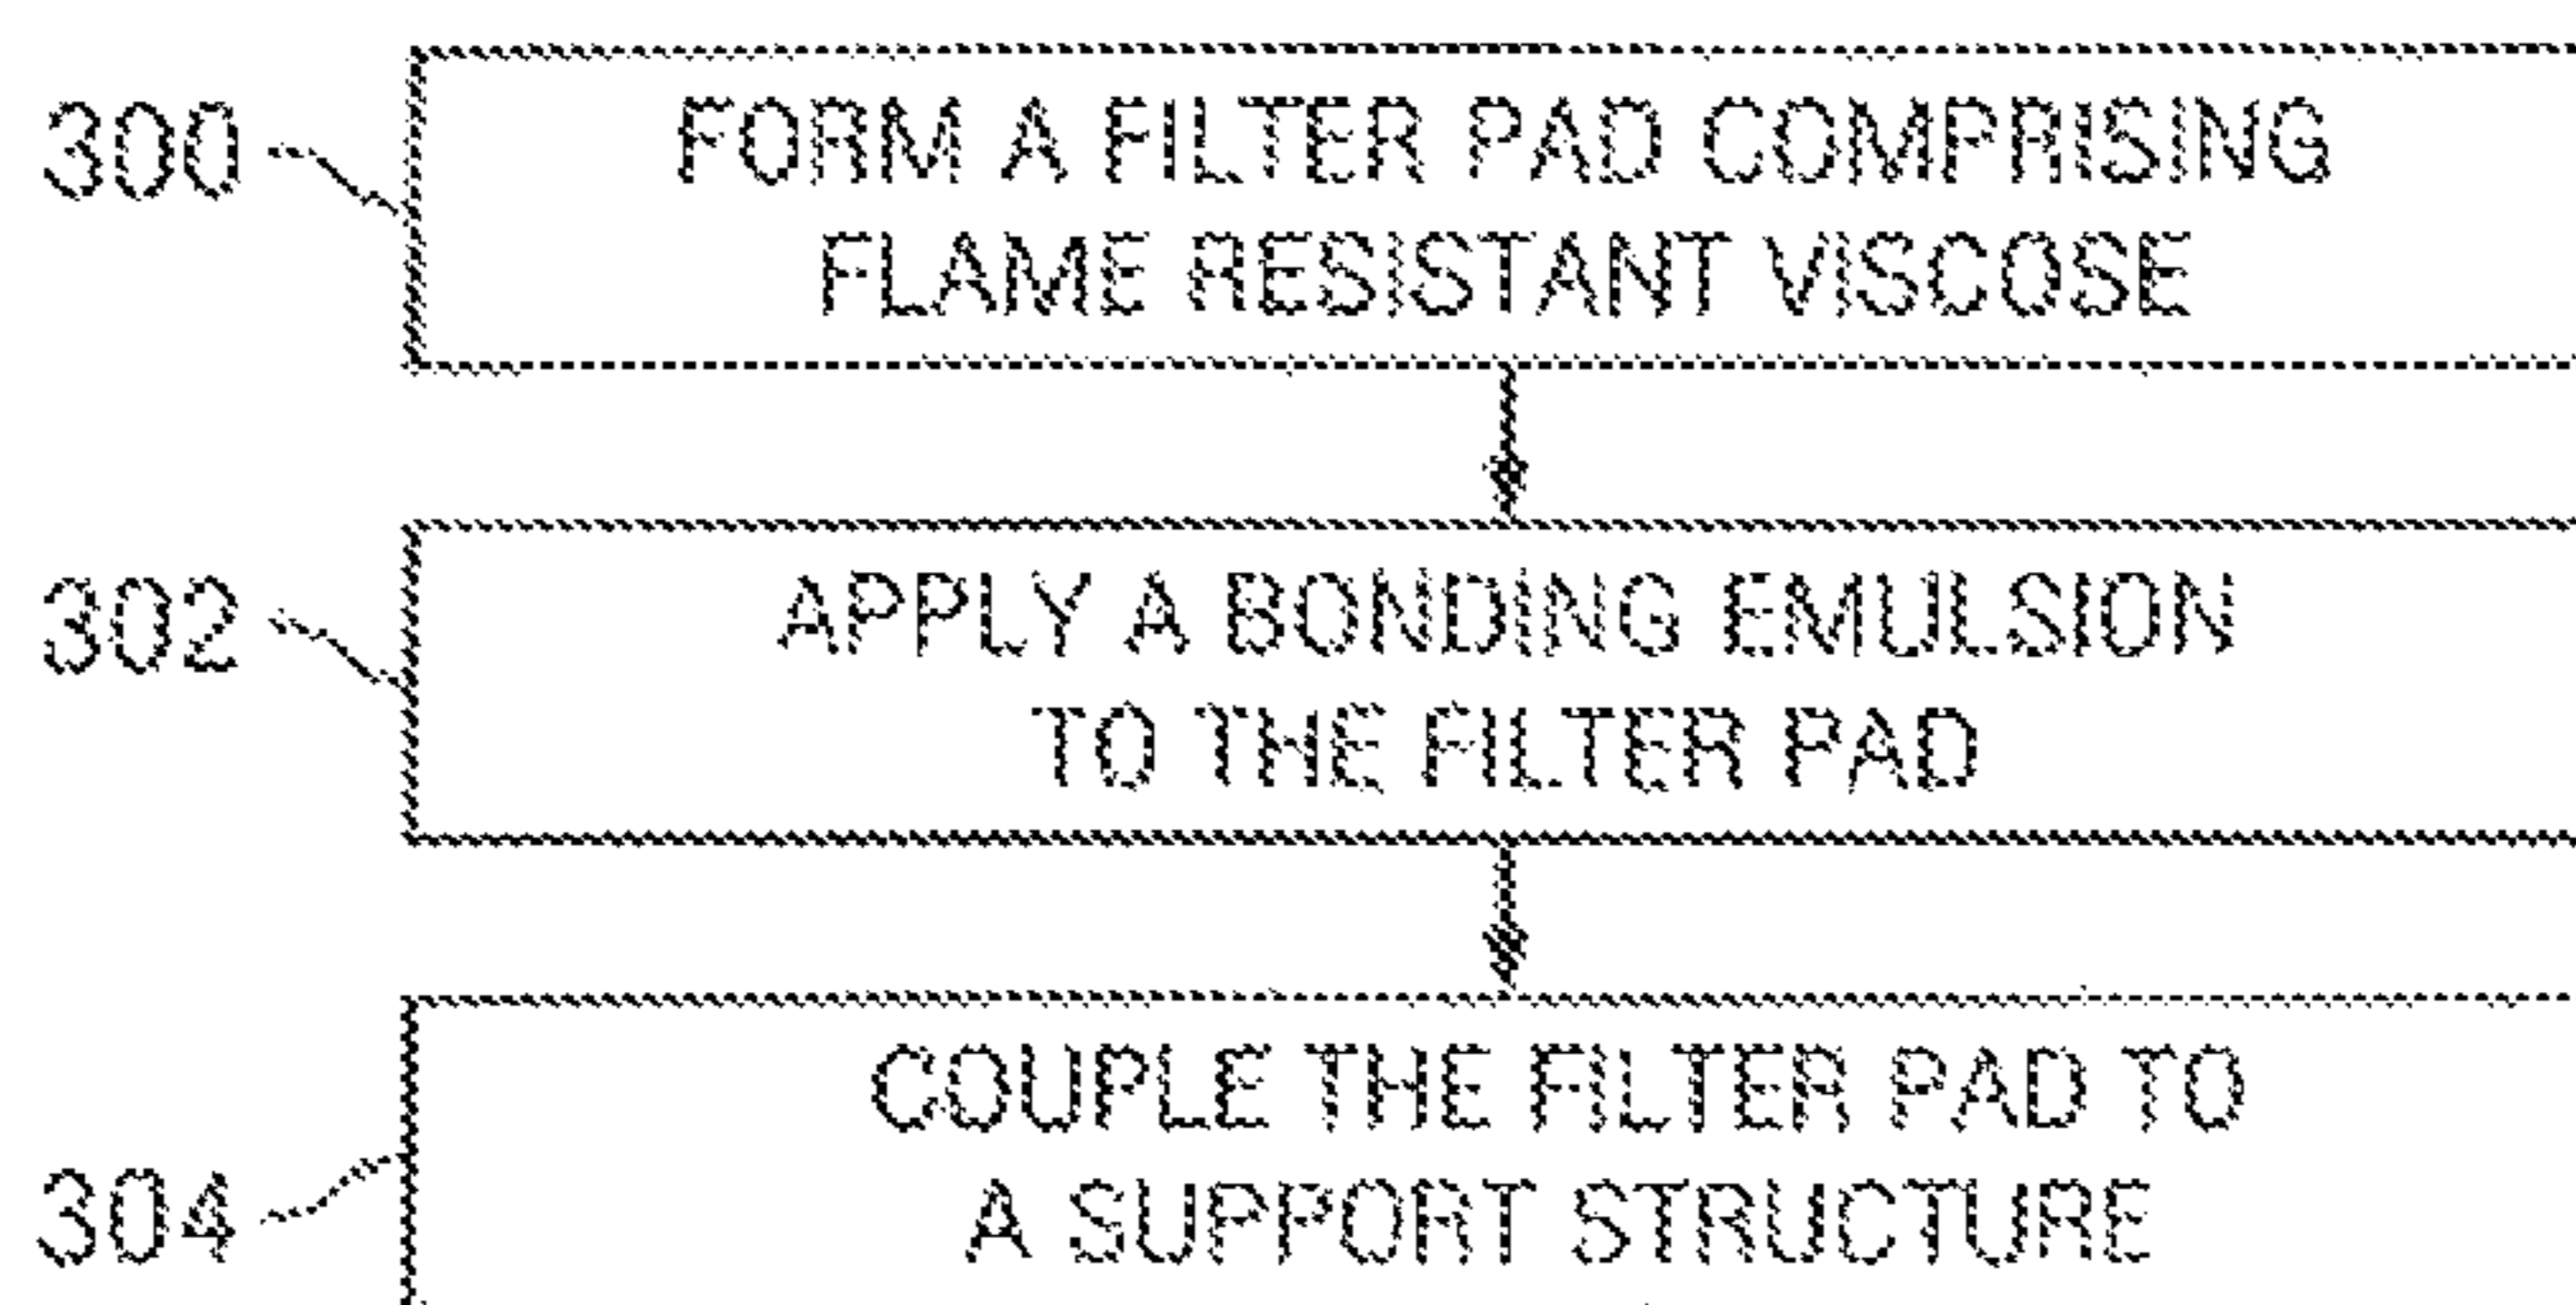 300
FORM A FILTER PAD COMPRISING
FLAME RESISTANT VISCOSE
302
APPLY A BONDING EMULSION
TO THE FILTER PAD
COUPLE THE FILTER PAD TO
304
A SUPPORT STRUCTURE